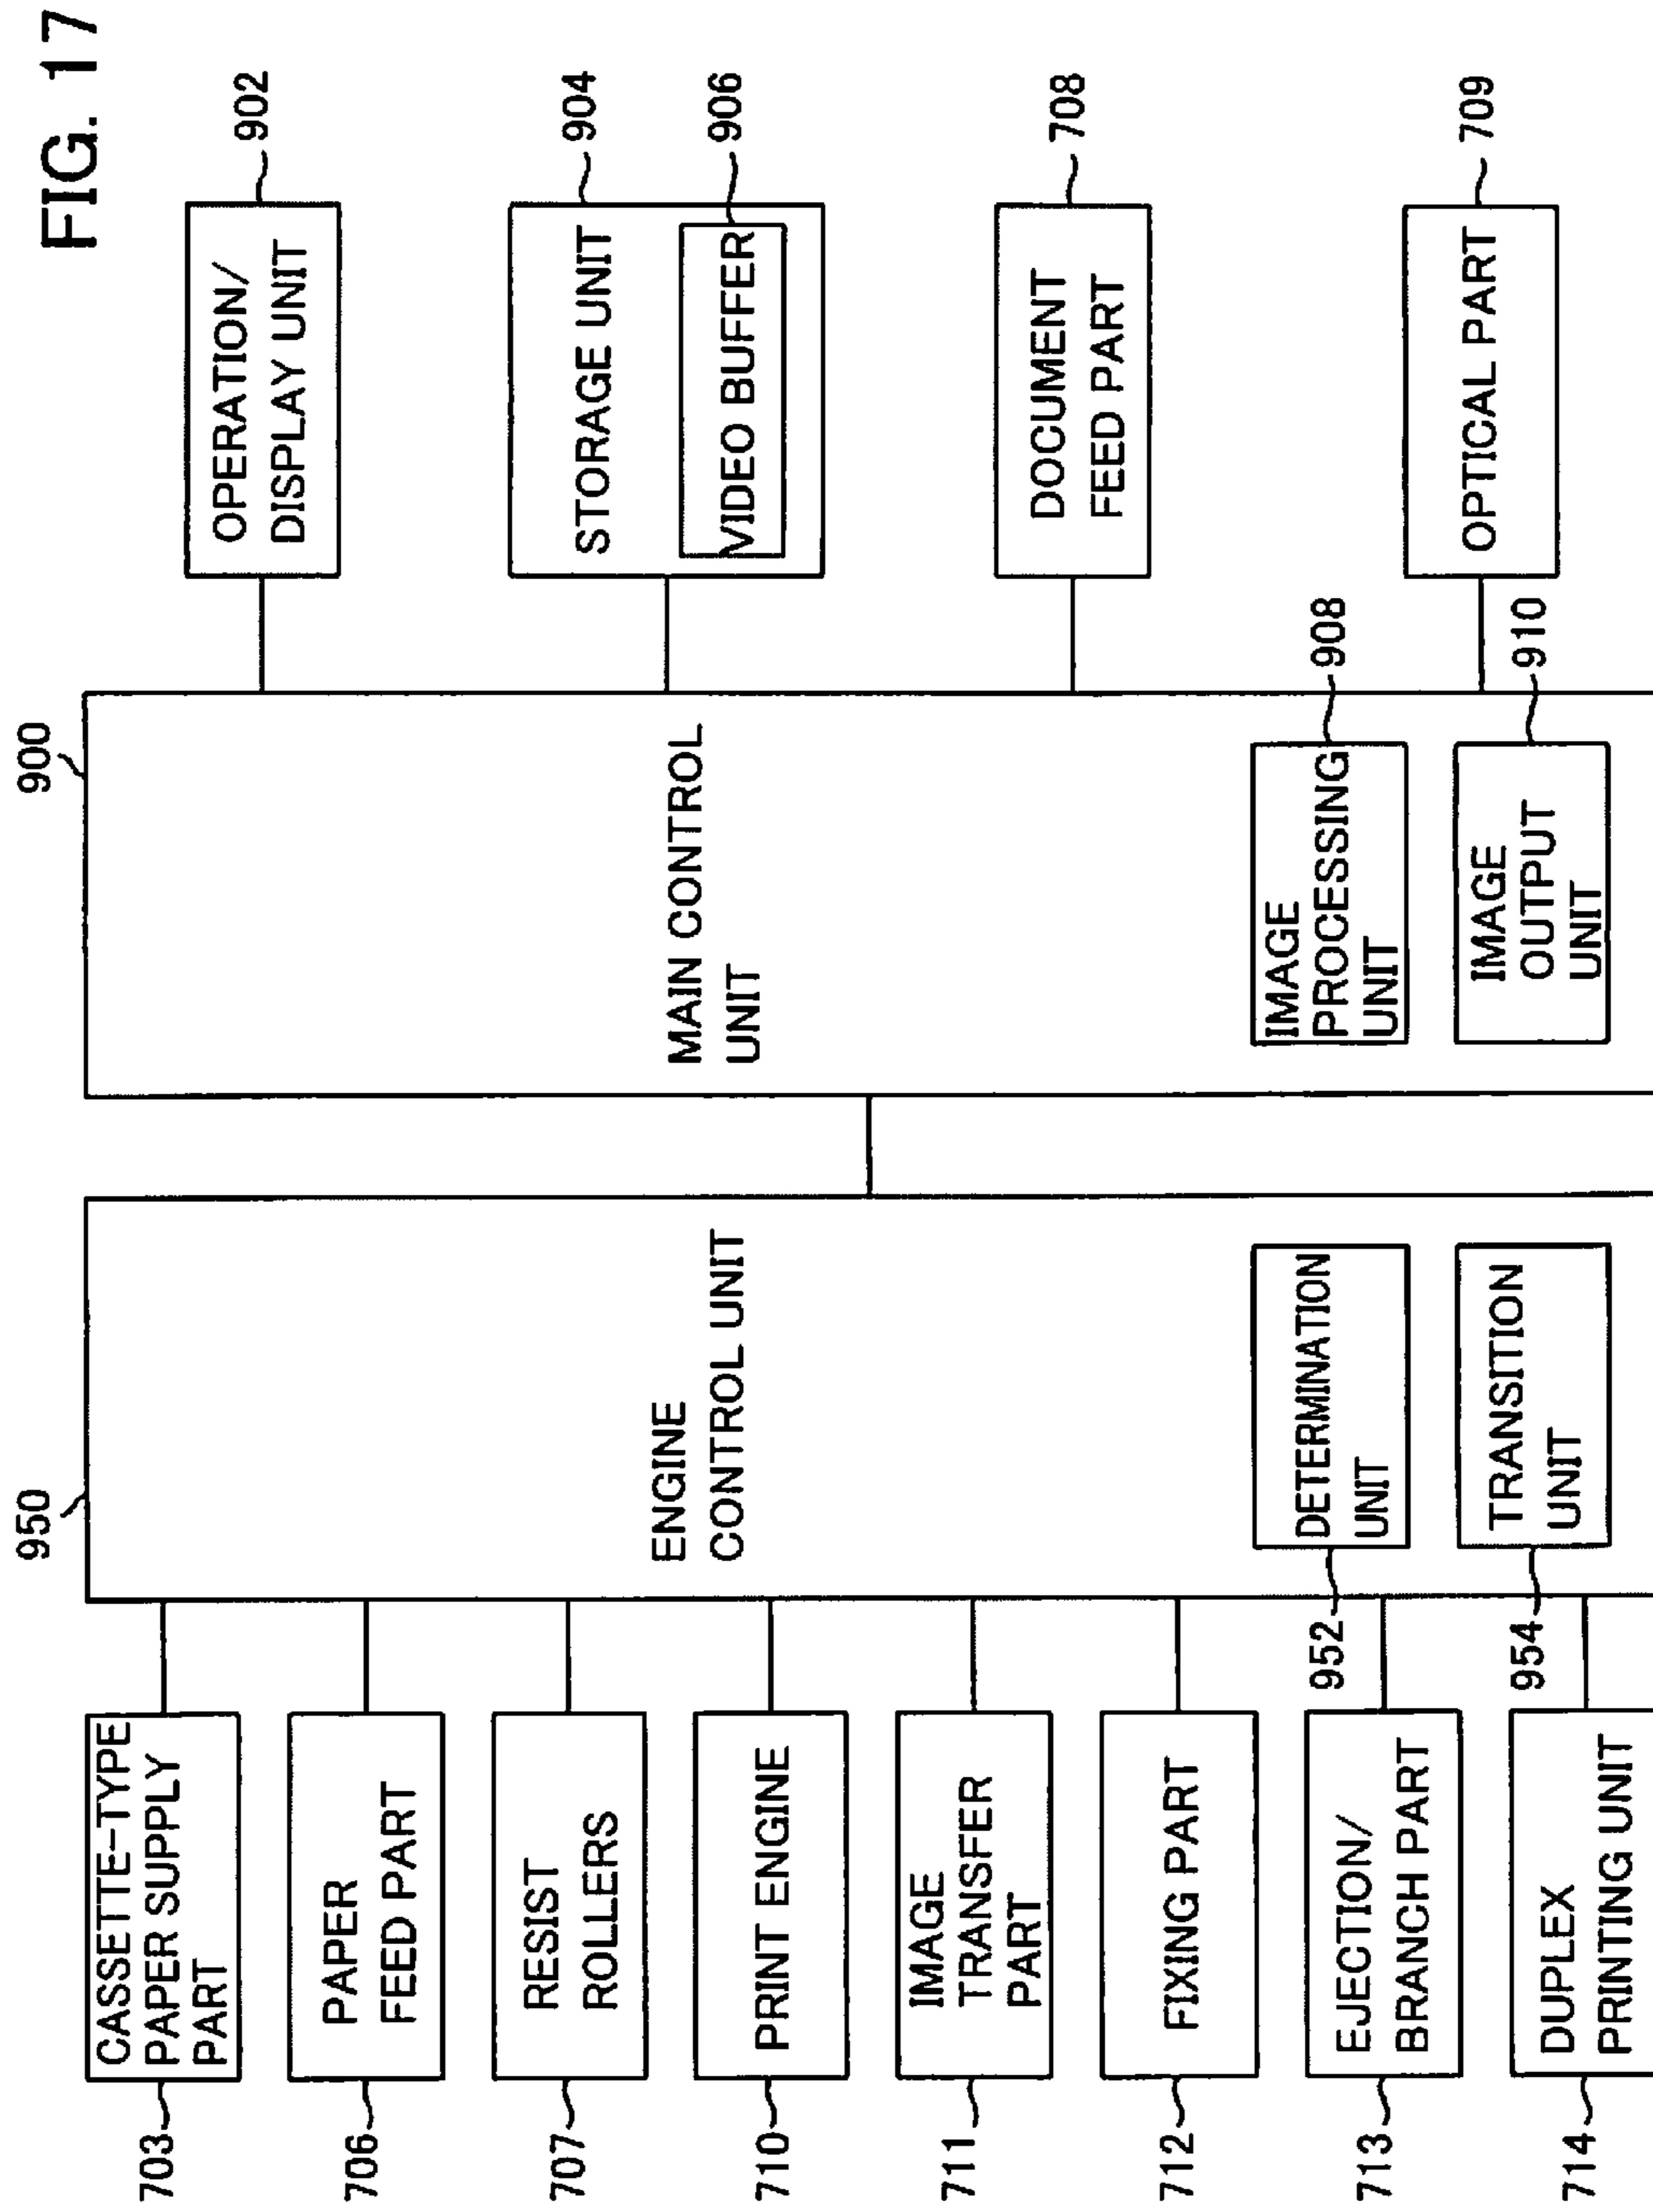 FIG. 17
900
950
902
OPERATION/
DISPLAY UNIT
904
STORAGE UNIT
906
VIDEO BUFFER
708
DOCUMENT
FEED PART
709
OPTICAL PART
MAIN CONTROL
UNIT
908
IMAGE
PROCESSING
UNIT
910
IMAGE
OUTPUT
UNIT
ENGINE
CONTROL UNIT
952
DETERMINATION
UNIT
954
TRANSITION
UNIT
703
CASSETTE-TYPE
PAPER SUPPLY
PART
706
PAPER
FEED PART
707
RESIST
ROLLERS
710
PRINT ENGINE
711
IMAGE
TRANSFER
PART
712
FIXING PART
713
EJECTION/
BRANCH PART
714
DUPLEX
PRINTING UNIT